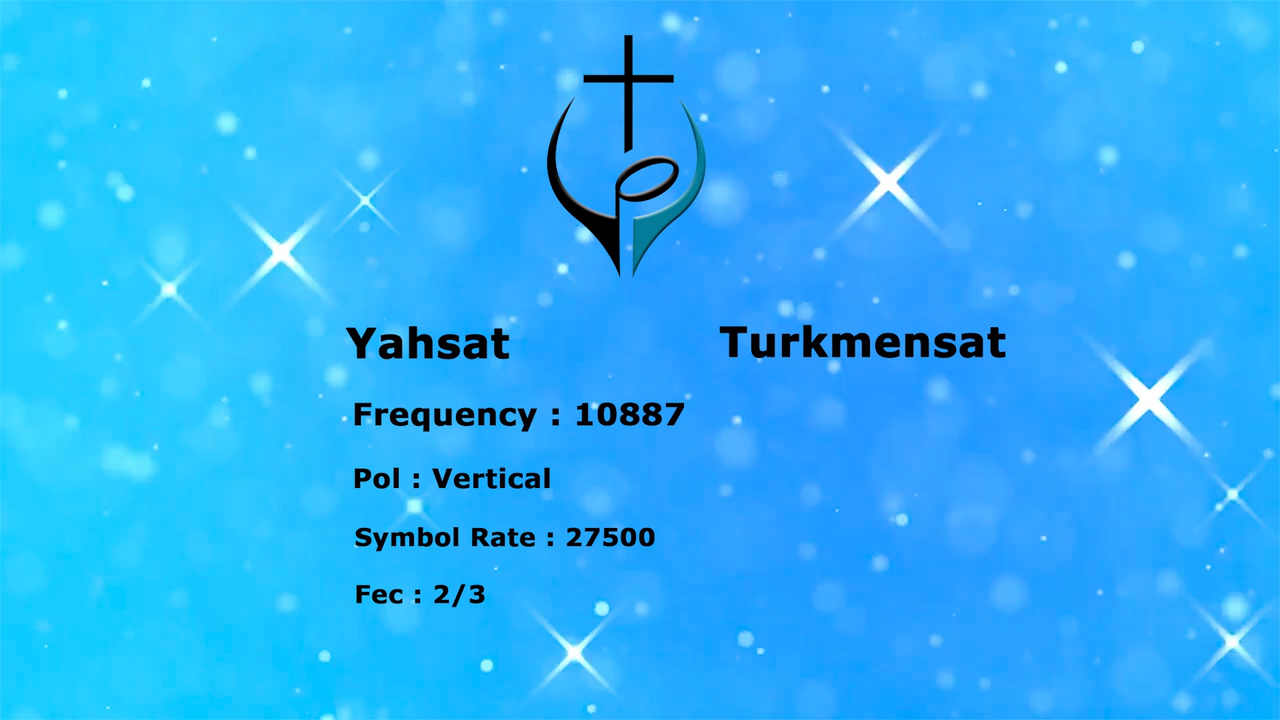 Yahsat
Turkmensat
Frequency : 10887
Pol : Vertical
Symbol Rate : 27500
Fec : 2/3